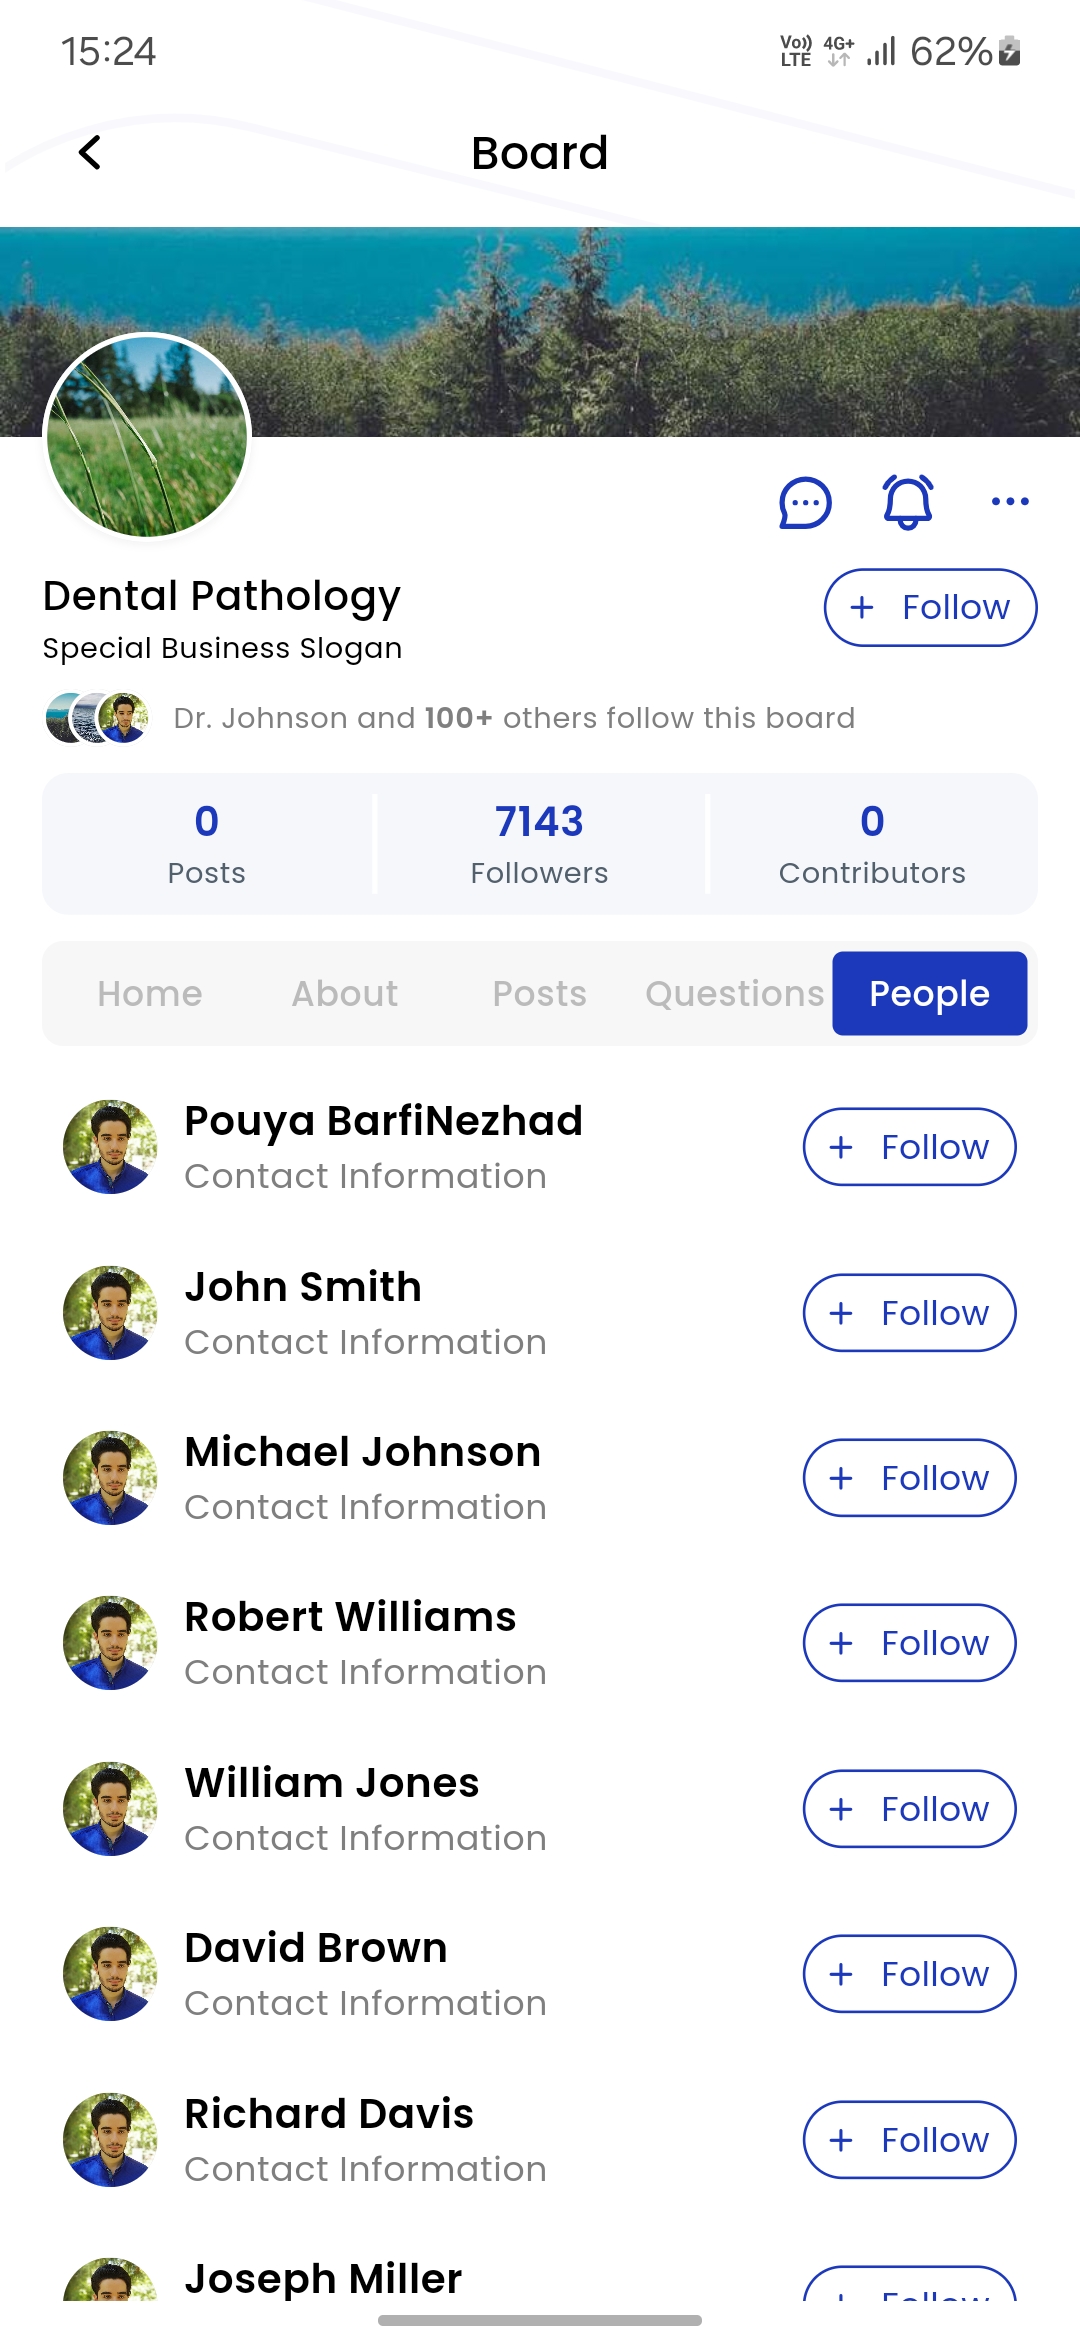 15:24 Vo)) LTE 4G+ 62%
Board
Dental Pathology
+ Follow
Special Business Slogan
Dr. Johnson and 100+ others follow this board
0 7143 0
Posts Followers Contributors
Home About Posts Questions People
Pouya BarfiNezhad
Contact Information
+ Follow
John Smith
Contact Information
+ Follow
Michael Johnson
Contact Information
+ Follow
Robert Williams
Contact Information
+ Follow
William Jones
Contact Information
+ Follow
David Brown
Contact Information
+ Follow
Richard Davis
Contact Information
+ Follow
Joseph Miller
+ Follow